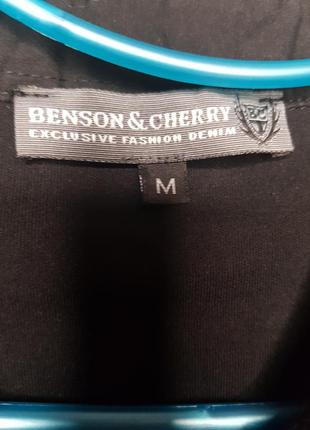 BENSON & CHERRY
EXCLUSIVE FASHION DENIM
M